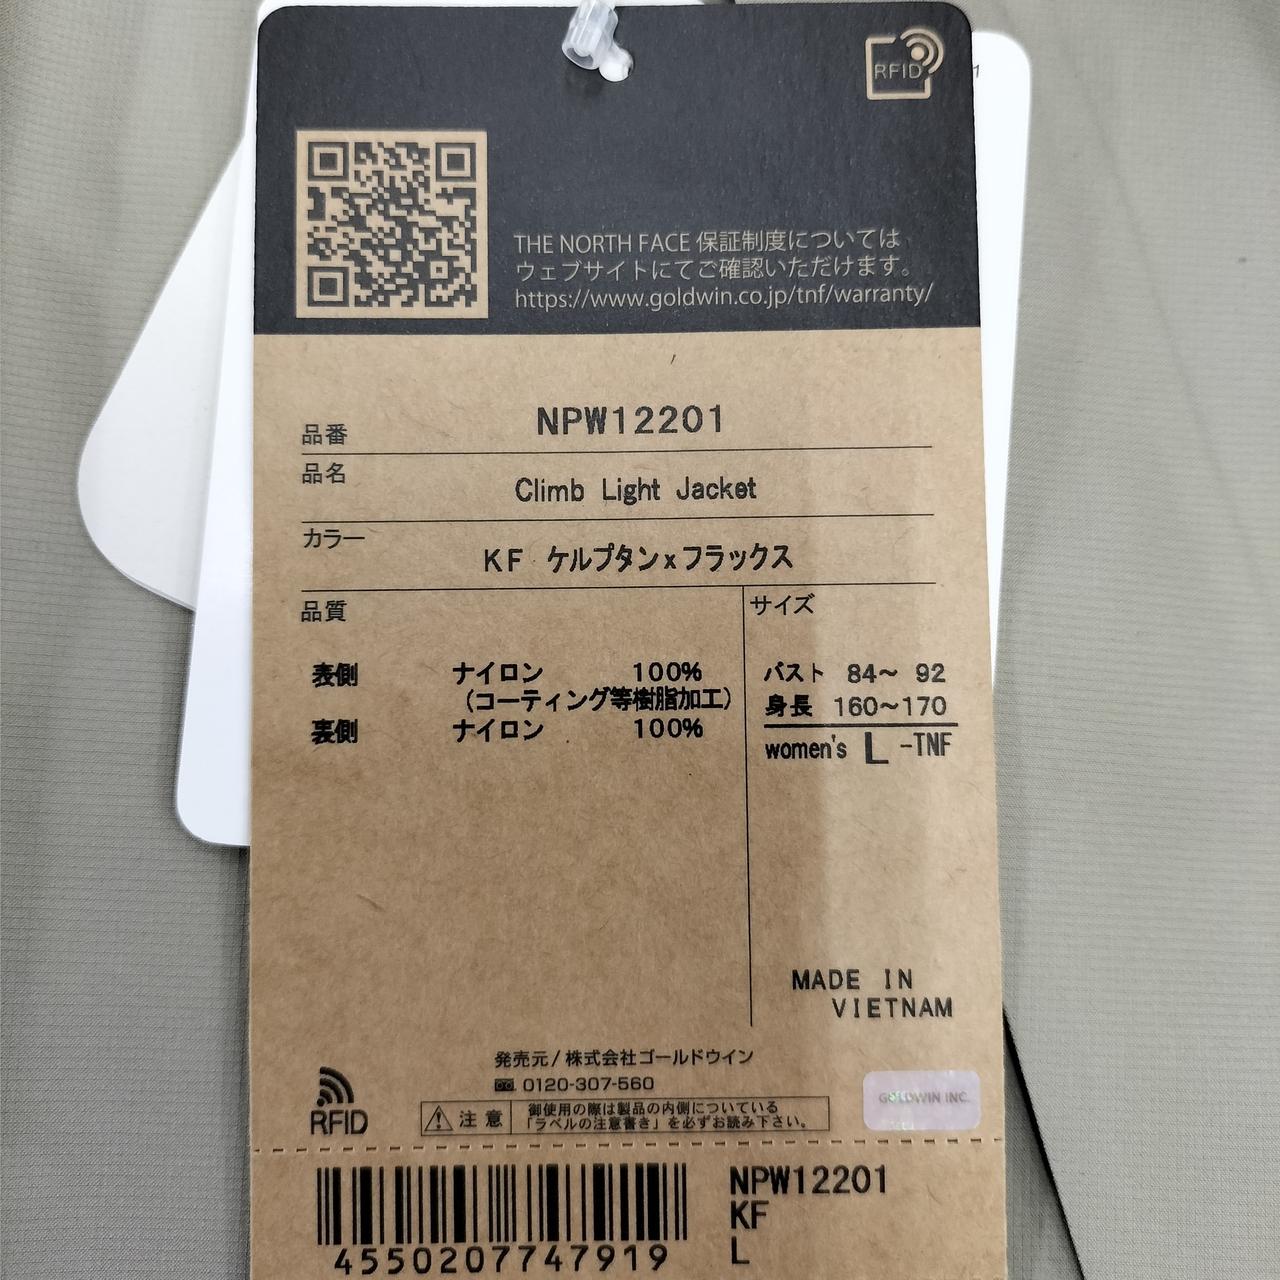 RFID
THE NORTH FACE 保証制度については
ウェブサイトにてご確認いただけます。
https://www.goldwin.co.jp/tnf/warranty/
品番 NPW12201
品名 Climb Light Jacket
カラー KF ケルプタンxフラックス
品質
表側 ナイロン 100%
(コーティング等樹脂加工)
裏側 ナイロン 100%
サイズ
バスト 84～ 92
身長 160～170
women's L -TNF
MADE IN
VIETNAM
発売元/株式会社ゴールドウイン
0120-307-560
RFID
注意
御使用の際は製品の内側についている
「ラベルの注意書き」を必ずお読み下さい。
GOLDWIN INC.
4550207747919
NPW12201
KF
L